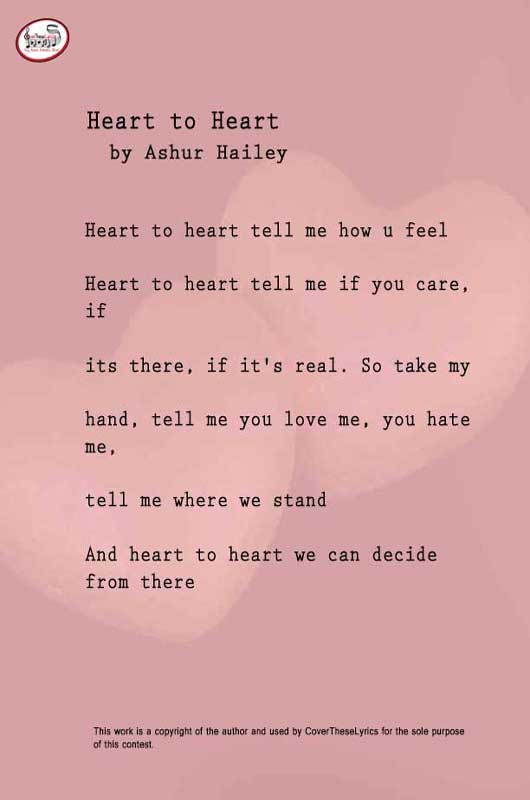 Heart to Heart
by Ashur Hailey
Heart to heart tell me how u feel
Heart to heart tell me if you care,
if
its there, if it's real. So take my
hand, tell me you love me, you hate
me,
tell me where we stand
And heart to heart we can decide
from there
This work is a copyright of the author and used by CoverTheseLyrics for the sole purpose
of this contest.